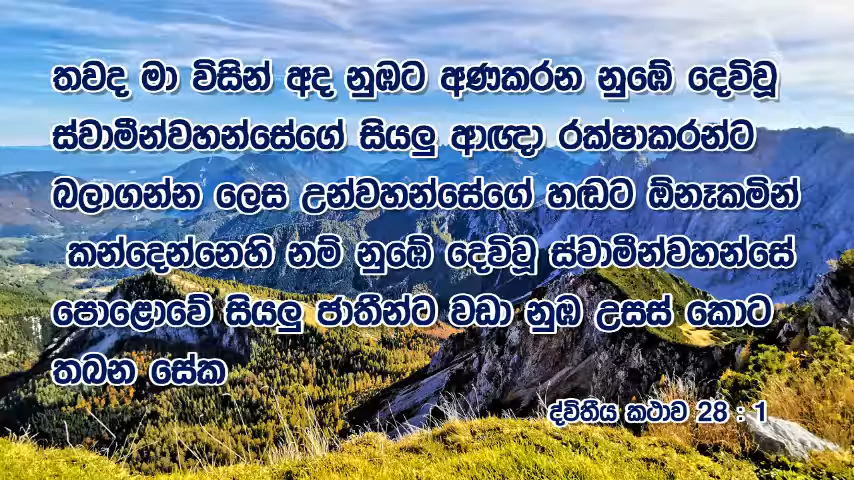 තවද මා විසින් අද නුඹට අණකරන නුඹේ දෙවිවූ
ස්වාමීන්වහන්සේගේ සියලු ආඥා රක්ෂාකරන්ට
බලාගන්න ලෙස උන්වහන්සේගේ හඬට ඕනෑකමින්
කන්දෙන්නෙහි නම් නුඹේ දෙවිවූ ස්වාමීන්වහන්සේ
පොළොවේ සියලු ජාතීන්ට වඩා නුඹ උසස් කොට
තබන සේක
ද්විතීය කථාව 28 : 1